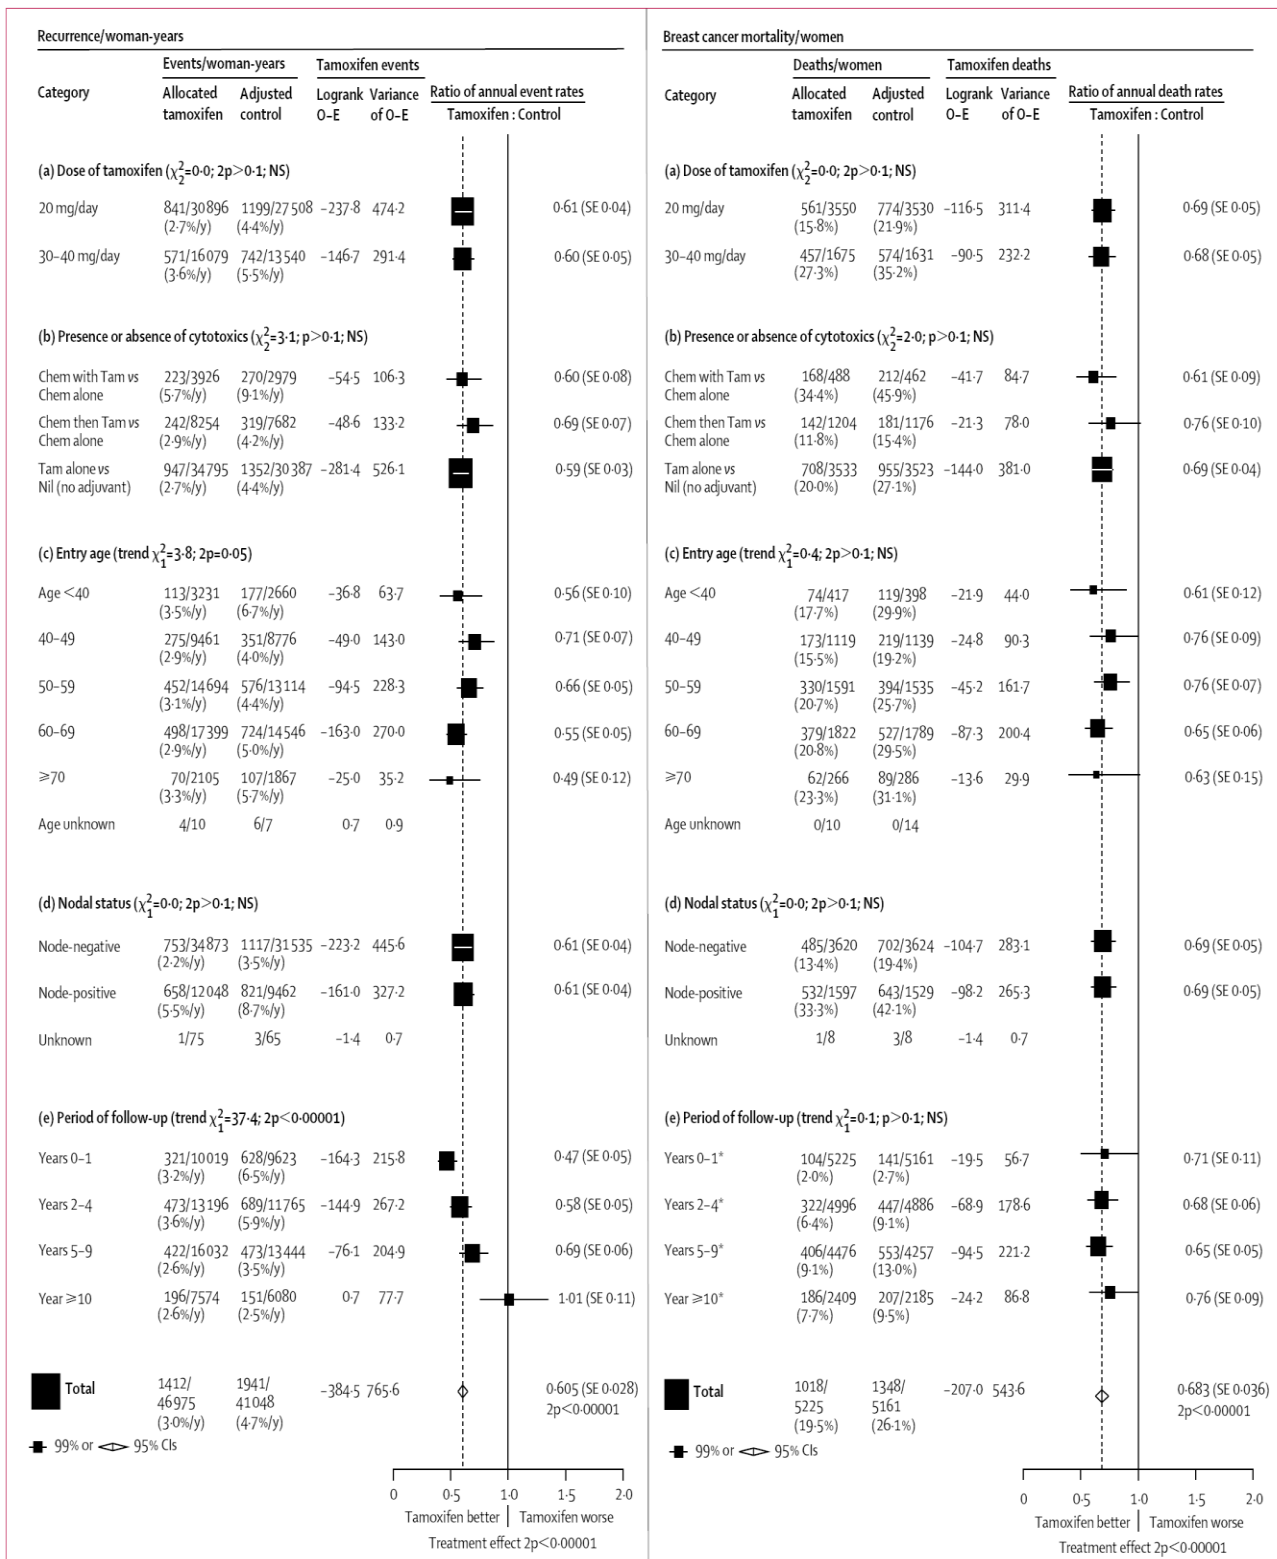 Recurrence/woman-years
Events/woman-years Tamoxifen events
Category Allocated tamoxifen Adjusted control Logrank O–E Variance of O–E Ratio of annual event rates
Tamoxifen : Control
(a) Dose of tamoxifen (χ²₂=0·0; 2p>0·1; NS)
20 mg/day 841/30896 1199/27508 –237·8 474·2 0·61 (SE 0·04)
(2·7%/y) (4·4%/y)
30–40 mg/day 571/16079 742/13540 –146·7 291·4 0·60 (SE 0·05)
(3·6%/y) (5·5%/y)
(b) Presence or absence of cytotoxics (χ²₂=3·1; p>0·1; NS)
Chem with Tam vs 223/3926 270/2979 –54·5 106·3 0·60 (SE 0·08)
Chem alone (5·7%/y) (9·1%/y)
Chem then Tam vs 242/8254 319/7682 –48·6 133·2 0·69 (SE 0·07)
Chem alone (2·9%/y) (4·2%/y)
Tam alone vs 947/34795 1352/30387 –281·4 526·1 0·59 (SE 0·03)
Nil (no adjuvant) (2·7%/y) (4·4%/y)
(c) Entry age (trend χ²₁=3·8; 2p=0·05)
Age <40 113/3231 177/2660 –36·8 63·7 0·56 (SE 0·10)
(3·5%/y) (6·7%/y)
40–49 275/9461 351/8776 –49·0 143·0 0·71 (SE 0·07)
(2·9%/y) (4·0%/y)
50–59 452/14694 576/13114 –94·5 228·3 0·66 (SE 0·05)
(3·1%/y) (4·4%/y)
60–69 498/17399 724/14546 –163·0 270·0 0·55 (SE 0·05)
(2·9%/y) (5·0%/y)
≥70 70/2105 107/1867 –25·0 35·2 0·49 (SE 0·12)
(3·3%/y) (5·7%/y)
Age unknown 4/10 6/7 0·7 0·9
(d) Nodal status (χ²₁=0·0; 2p>0·1; NS)
Node-negative 753/34873 1117/31535 –223·2 445·6 0·61 (SE 0·04)
(2·2%/y) (3·5%/y)
Node-positive 658/12048 821/9462 –161·0 327·2 0·61 (SE 0·04)
(5·5%/y) (8·7%/y)
Unknown 1/75 3/65 –1·4 0·7
(e) Period of follow-up (trend χ²₁=37·4; 2p<0·00001)
Years 0–1 321/10019 628/9623 –164·3 215·8 0·47 (SE 0·05)
(3·2%/y) (6·5%/y)
Years 2–4 473/13196 689/11765 –144·9 267·2 0·58 (SE 0·05)
(3·6%/y) (5·9%/y)
Years 5–9 422/16032 473/13444 –76·1 204·9 0·69 (SE 0·06)
(2·6%/y) (3·5%/y)
Year ≥10 196/7574 151/6080 0·7 77·7 1·01 (SE 0·11)
(2·6%/y) (2·5%/y)
Total 1412/ 1941/ –384·5 765·6 0·605 (SE 0·028)
46975 41048 2p<0·00001
(3·0%/y) (4·7%/y)
99% or 95% CIs
0 0·5 1·0 1·5 2·0
Tamoxifen better Tamoxifen worse
Treatment effect 2p<0·00001
Breast cancer mortality/women
Deaths/women Tamoxifen deaths
Category Allocated tamoxifen Adjusted control Logrank O–E Variance of O–E Ratio of annual death rates
Tamoxifen : Control
(a) Dose of tamoxifen (χ²₂=0·0; 2p>0·1; NS)
20 mg/day 561/3550 774/3530 –116·5 311·4 0·69 (SE 0·05)
(15·8%) (21·9%)
30–40 mg/day 457/1675 574/1631 –90·5 232·2 0·68 (SE 0·05)
(27·3%) (35·2%)
(b) Presence or absence of cytotoxics (χ²₂=2·0; p>0·1; NS)
Chem with Tam vs 168/488 212/462 –41·7 84·7 0·61 (SE 0·09)
Chem alone (34·4%) (45·9%)
Chem then Tam vs 142/1204 181/1176 –21·3 78·0 0·76 (SE 0·10)
Chem alone (11·8%) (15·4%)
Tam alone vs 708/3533 955/3523 –144·0 381·0 0·69 (SE 0·04)
Nil (no adjuvant) (20·0%) (27·1%)
(c) Entry age (trend χ²₁=0·4; 2p>0·1; NS)
Age <40 74/417 119/398 –21·9 44·0 0·61 (SE 0·12)
(17·7%) (29·9%)
40–49 173/1119 219/1139 –24·8 90·3 0·76 (SE 0·09)
(15·5%) (19·2%)
50–59 330/1591 394/1535 –45·2 161·7 0·76 (SE 0·07)
(20·7%) (25·7%)
60–69 379/1822 527/1789 –87·3 200·4 0·65 (SE 0·06)
(20·8%) (29·5%)
≥70 62/266 89/286 –13·6 29·9 0·63 (SE 0·15)
(23·3%) (31·1%)
Age unknown 0/10 0/14
(d) Nodal status (χ²₁=0·0; 2p>0·1; NS)
Node-negative 485/3620 702/3624 –104·7 283·1 0·69 (SE 0·05)
(13·4%) (19·4%)
Node-positive 532/1597 643/1529 –98·2 265·3 0·69 (SE 0·05)
(33·3%) (42·1%)
Unknown 1/8 3/8 –1·4 0·7
(e) Period of follow-up (trend χ²₁=0·1; p>0·1; NS)
Years 0–1* 104/5225 141/5161 –19·5 56·7 0·71 (SE 0·11)
(2·0%) (2·7%)
Years 2–4* 322/4996 447/4886 –68·9 178·6 0·68 (SE 0·06)
(6·4%) (9·1%)
Years 5–9* 406/4476 553/4257 –94·5 221·2 0·65 (SE 0·05)
(9·1%) (13·0%)
Year ≥10* 186/2409 207/2185 –24·2 86·8 0·76 (SE 0·09)
(7·7%) (9·5%)
Total 1018/ 1348/ –207·0 543·6 0·683 (SE 0·036)
5225 5161 2p<0·00001
(19·5%) (26·1%)
99% or 95% CIs
0 0·5 1·0 1·5 2·0
Tamoxifen better Tamoxifen worse
Treatment effect 2p<0·00001